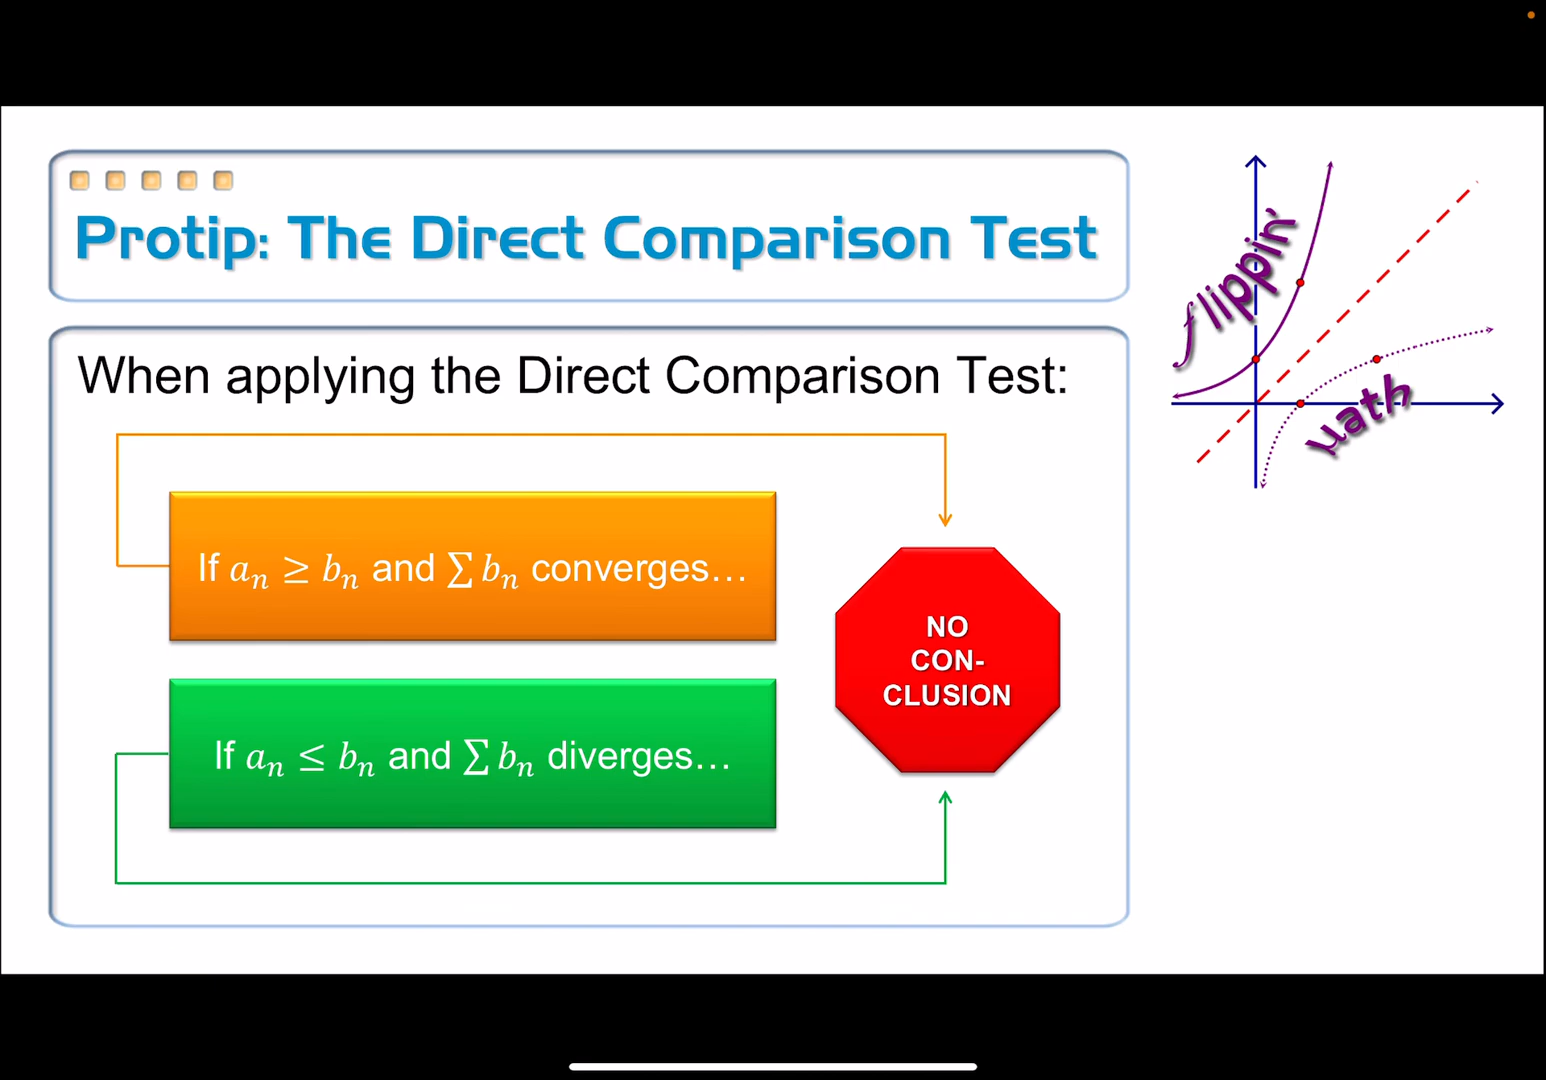 Protip: The Direct Comparison Test
flippin'
μath
When applying the Direct Comparison Test:
If aₙ ≥ bₙ and ∑ bₙ converges…
If aₙ ≤ bₙ and ∑ bₙ diverges…
NO
CON-
CLUSION